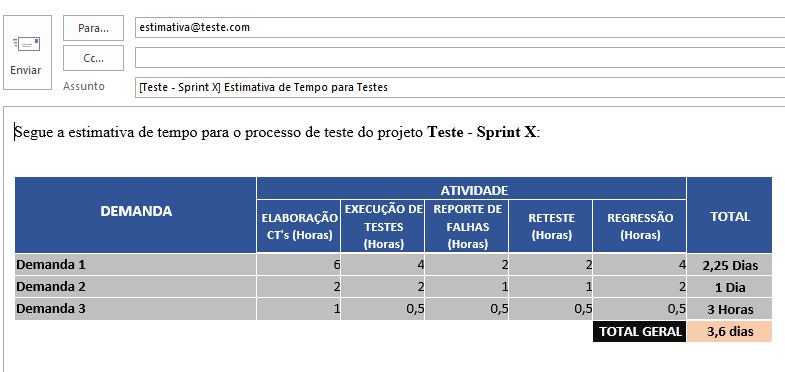 Para...
estimativa@teste.com
Cc...
Enviar
Assunto
[Teste - Sprint X] Estimativa de Tempo para Testes
Segue a estimativa de tempo para o processo de teste do projeto Teste - Sprint X:
DEMANDA
ATIVIDADE
TOTAL
ELABORAÇÃO
CT's (Horas)
EXECUÇÃO DE
TESTES
(Horas)
REPORTE DE
FALHAS
(Horas)
RETESTE
(Horas)
REGRESSÃO
(Horas)
Demanda 1 6 4 2 2 4 2,25 Dias
Demanda 2 2 2 1 1 2 1 Dia
Demanda 3 1 0,5 0,5 0,5 0,5 3 Horas
TOTAL GERAL 3,6 dias